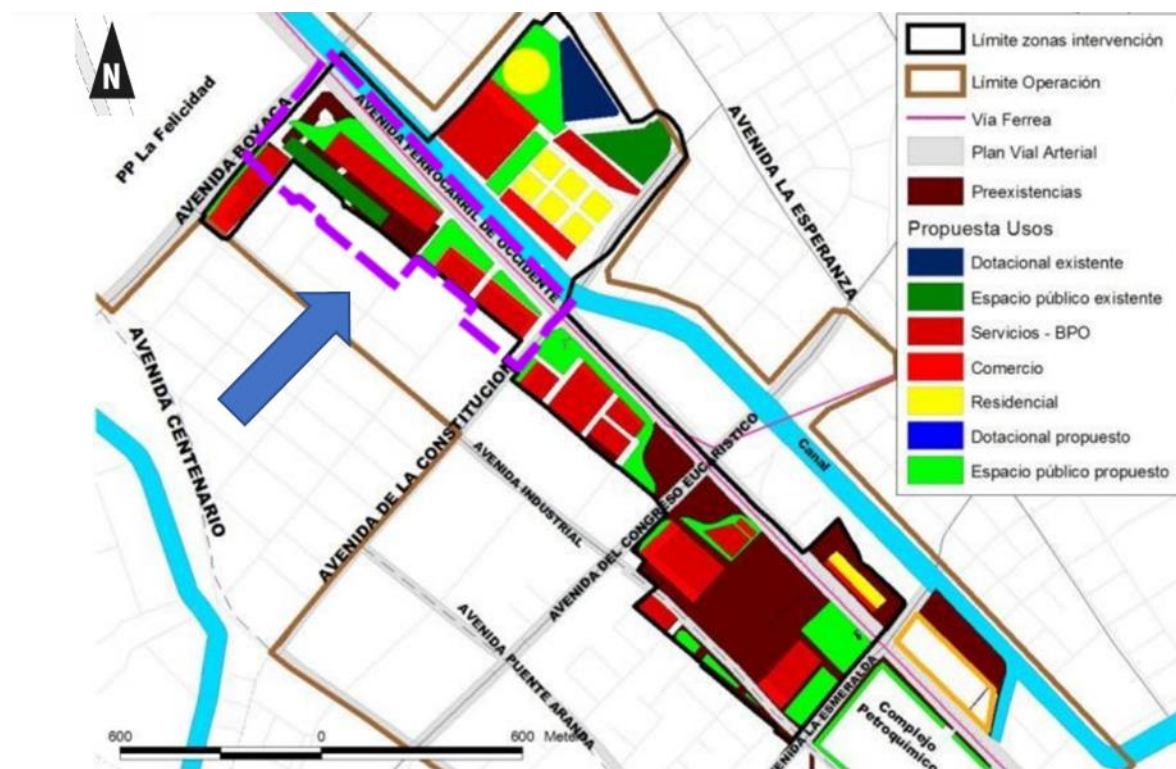 N
PP La Felicidad
AVENIDA BOYACA
AVENIDA FERROCARRIL DE OCCIDENTE
AVENIDA LA ESPERANZA
AVENIDA CENTENARIO
AVENIDA DE LA CONSTITUCION
AVENIDA INDUSTRIAL
AVENIDA DEL CONGRESO EUCARISTICO
Canal
AVENIDA PUENTE ARANDA
AVENIDA LA ESMERALDA
Complejo
Petroquimico
600
0
600
Límite zonas intervención
Límite Operación
Vía Ferrea
Plan Vial Arterial
Preexistencias
Propuesta Usos
Dotacional existente
Espacio público existente
Servicios - BPO
Comercio
Residencial
Dotacional propuesto
Espacio público propuesto